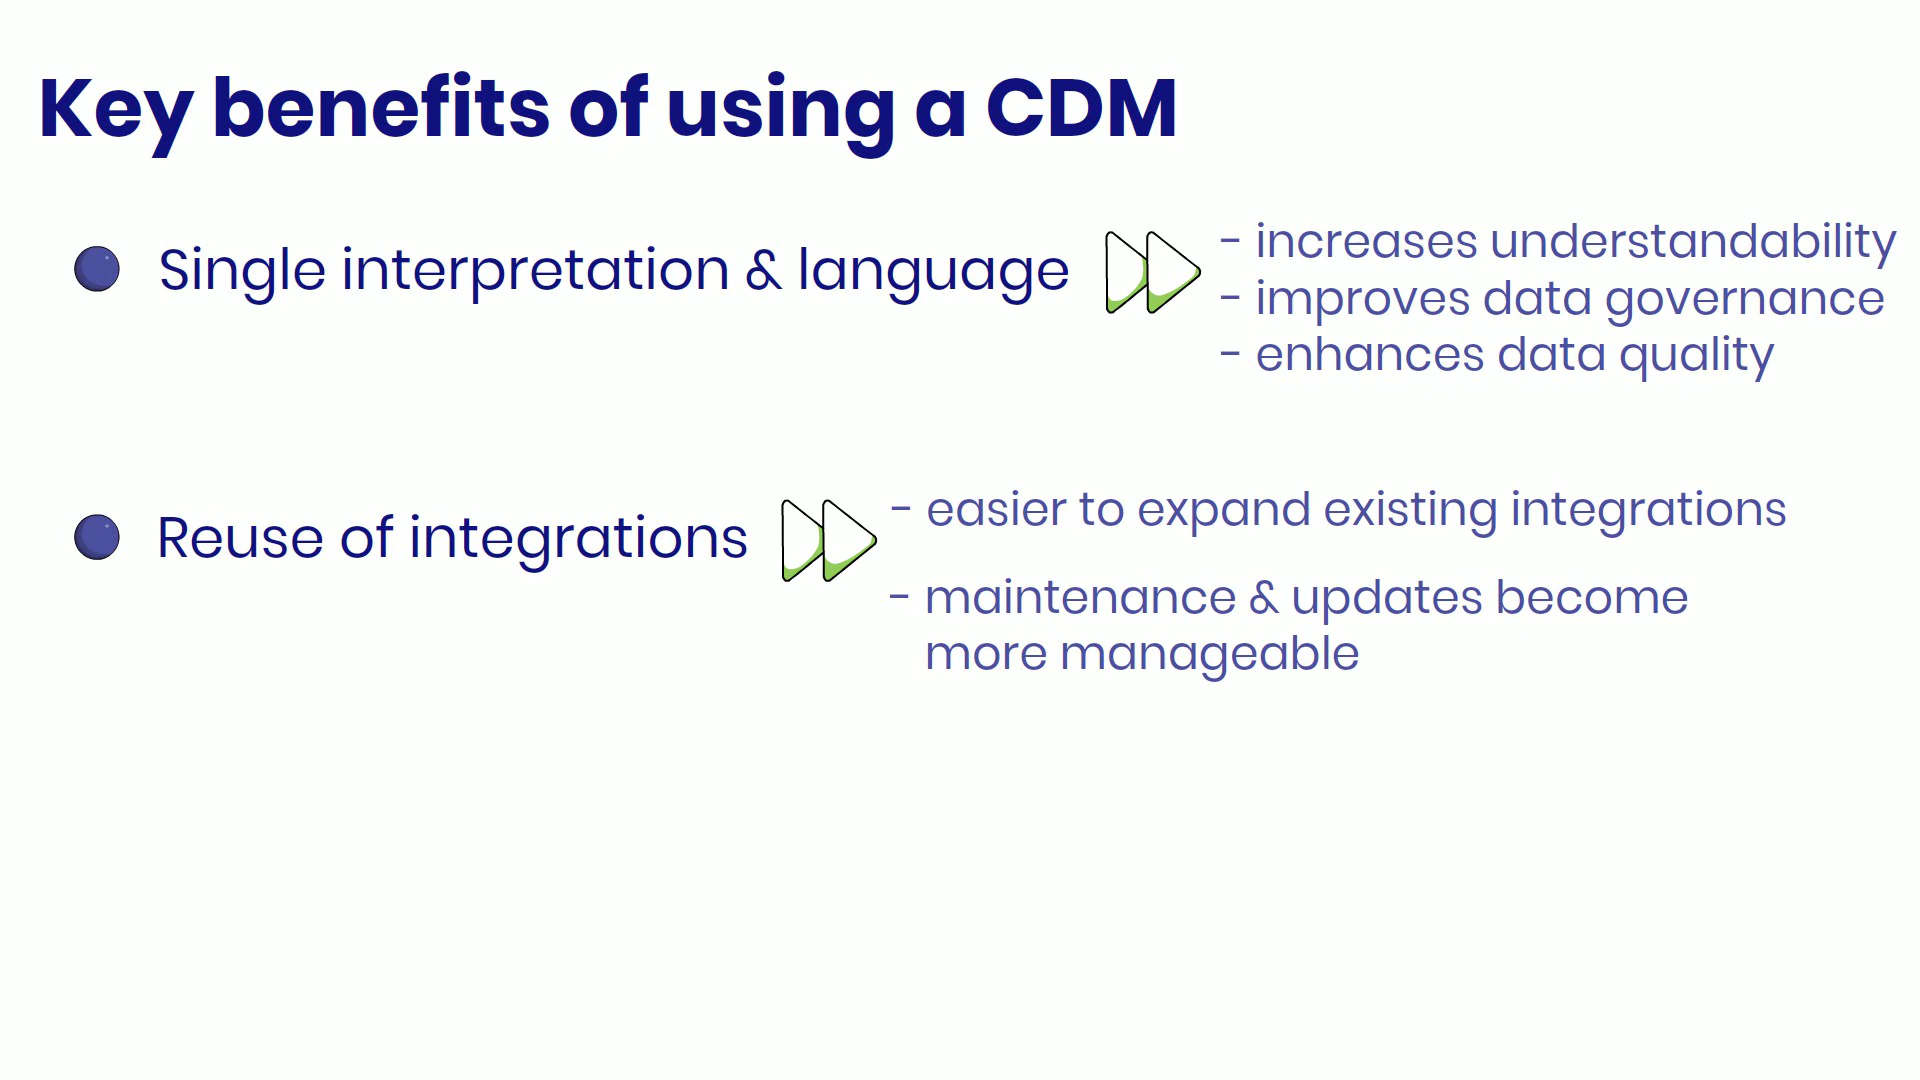 Key benefits of using a CDM
Single interpretation & language
- increases understandability
- improves data governance
- enhances data quality
Reuse of integrations
- easier to expand existing integrations
- maintenance & updates become
more manageable